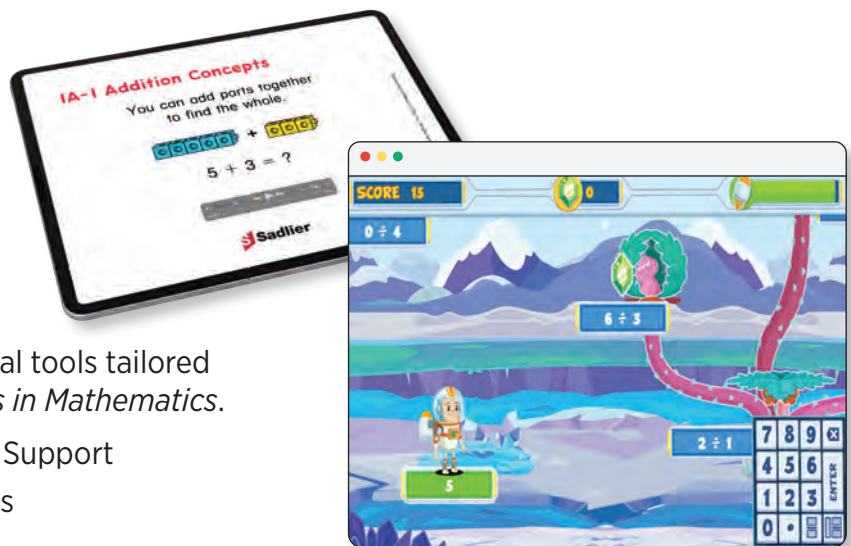 1A-1 Addition Concepts
You can add parts together
to find the whole.
+
5 + 3 = ?
S Sadlier
SCORE 15
0
0 ÷ 4
6 ÷ 3
2 ÷ 1
5
7 8 9
4 5 6
1 2 3
ENTER
0 •
al tools tailored
s in Mathematics.
Support
s